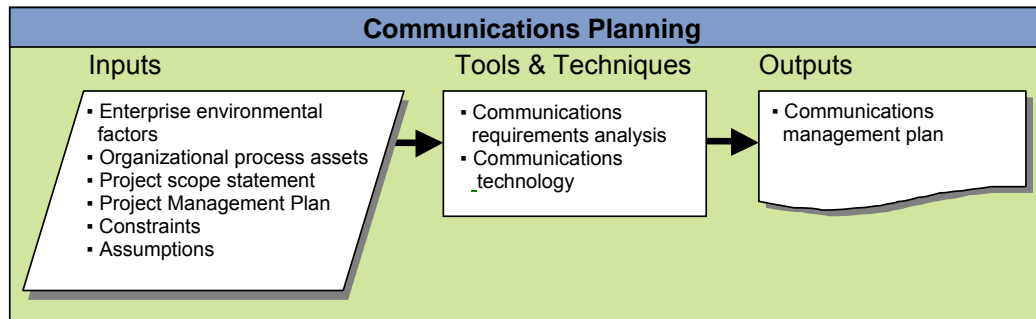 Communications Planning
Inputs
▪ Enterprise environmental
factors
▪ Organizational process assets
▪ Project scope statement
▪ Project Management Plan
▪ Constraints
▪ Assumptions
Tools & Techniques
▪ Communications
requirements analysis
▪ Communications
technology
Outputs
▪ Communications
management plan